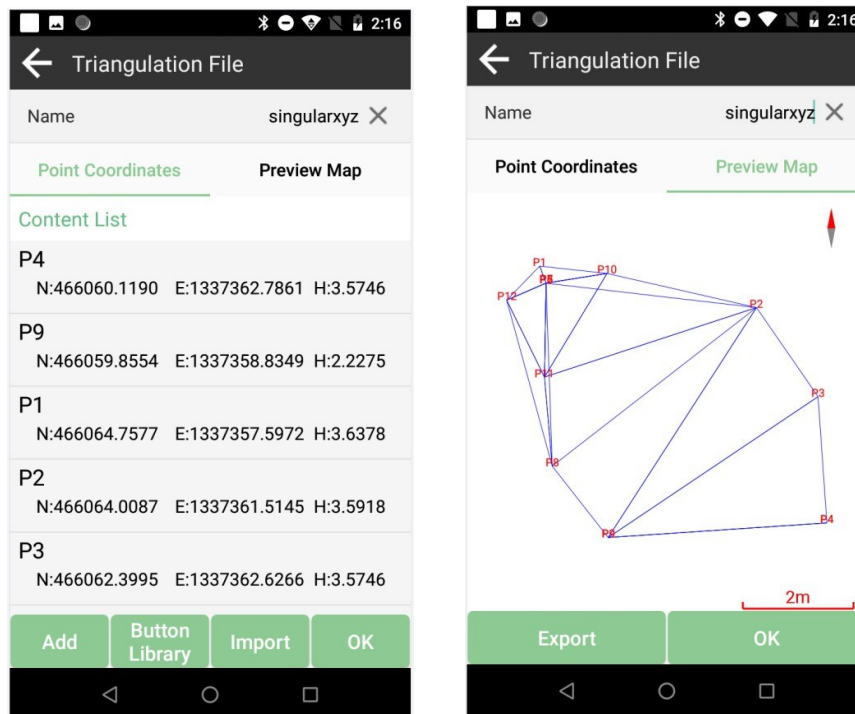 2:16
Triangulation File
Name singularxyz
Point Coordinates Preview Map
Content List
P4
N:466060.1190 E:1337362.7861 H:3.5746
P9
N:466059.8554 E:1337358.8349 H:2.2275
P1
N:466064.7577 E:1337357.5972 H:3.6378
P2
N:466064.0087 E:1337361.5145 H:3.5918
P3
N:466062.3995 E:1337362.6266 H:3.5746
Add Button Library Import OK
2:16
Triangulation File
Name singularxyz
Point Coordinates Preview Map
P1
P10
P12
P2
P11
P3
P8
P9
P4
2m
Export OK